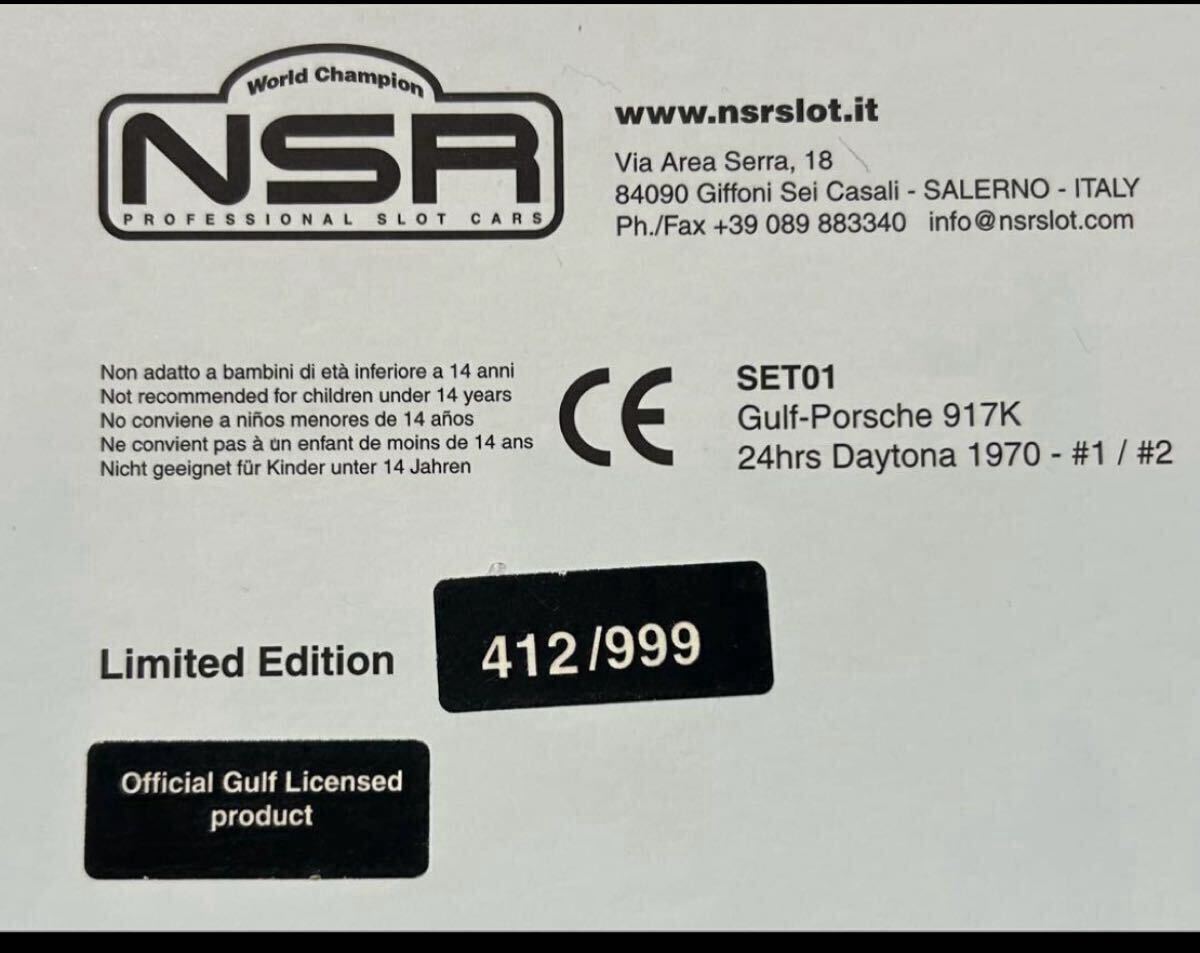 World Champion
NSR
PROFESSIONAL SLOT CARS
www.nsrslot.it
Via Area Serra, 18
84090 Giffoni Sei Casali - SALERNO - ITALY
Ph./Fax +39 089 883340 info@nsrslot.com
Non adatto a bambini di età inferiore a 14 anni
Not recommended for children under 14 years
No conviene a niños menores de 14 años
Ne convient pas à un enfant de moins de 14 ans
Nicht geeignet für Kinder unter 14 Jahren
CE
SET01
Gulf-Porsche 917K
24hrs Daytona 1970 - #1 / #2
Limited Edition
412/999
Official Gulf Licensed
product